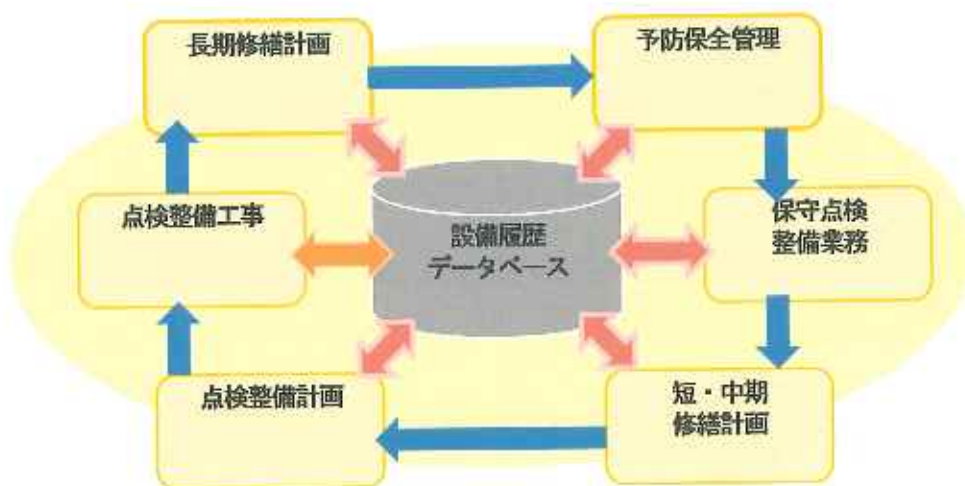 長期修繕計画
予防保全管理
点検整備工事
設備履歴
データベース
保守点検
整備業務
点検整備計画
短・中期
修繕計画